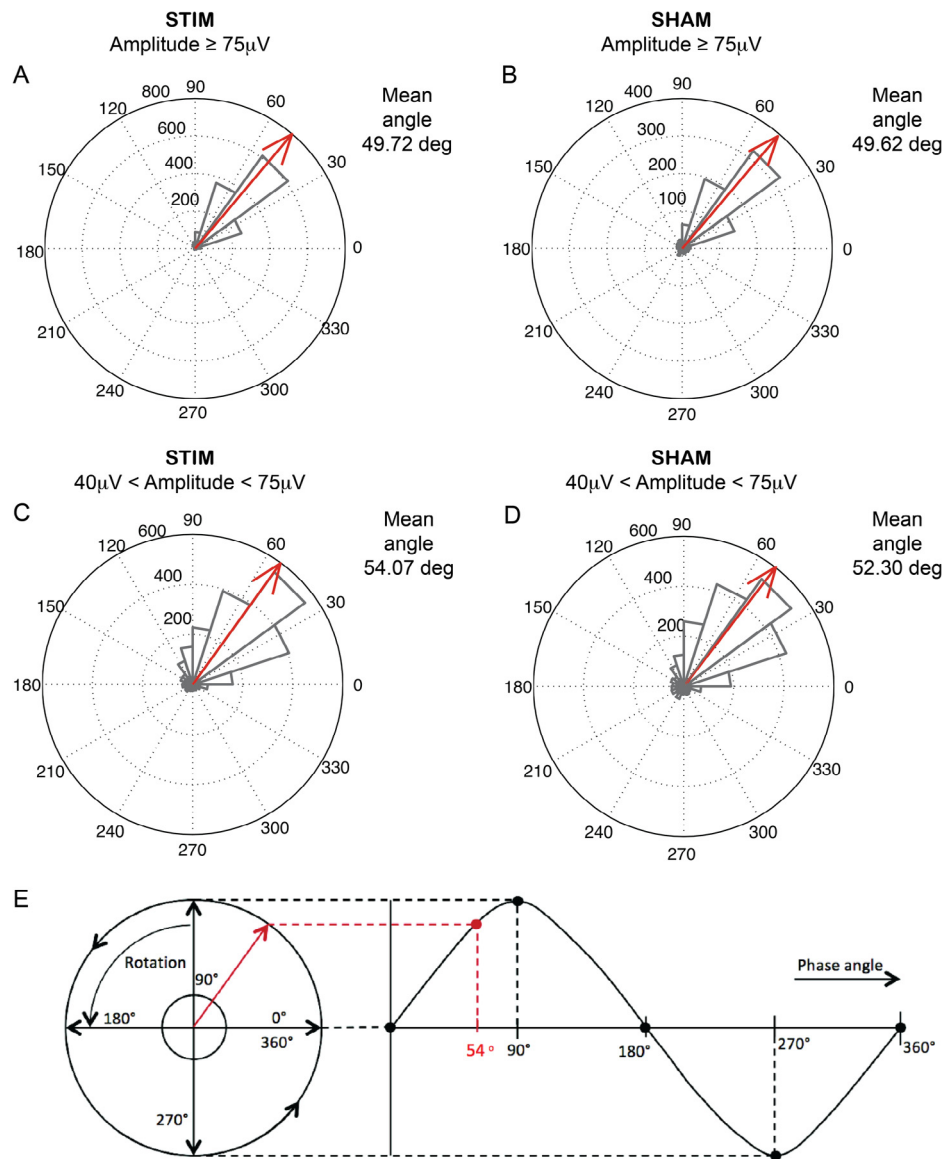 STIM
Amplitude ≥ 75μV
A
Mean
angle
49.72 deg
90
60
30
0
330
300
270
240
210
180
150
120
800
600
400
200
SHAM
Amplitude ≥ 75μV
B
Mean
angle
49.62 deg
90
60
30
0
330
300
270
240
210
180
150
120
400
300
200
100
STIM
40μV < Amplitude < 75μV
C
Mean
angle
54.07 deg
90
60
30
0
330
300
270
240
210
180
150
120
600
400
200
SHAM
40μV < Amplitude < 75μV
D
Mean
angle
52.30 deg
90
60
30
0
330
300
270
240
210
180
150
120
600
400
200
E
Rotation
90°
180°
0°
360°
270°
Phase angle
54 °
90°
180°
270°
360°